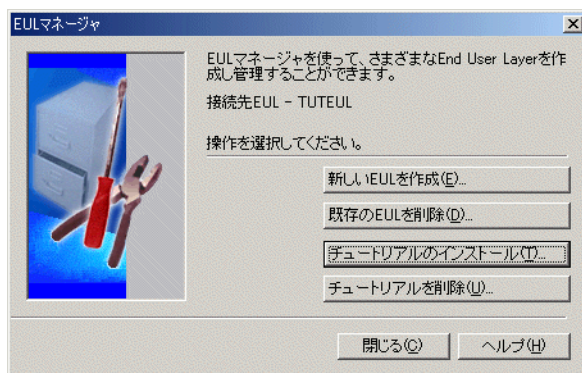 EULマネージャ
EULマネージャを使って、さまざまなEnd User Layerを作
成し管理することができます。
接続先EUL - TUTEUL
操作を選択してください。
新しいEULを作成(E)...
既存のEULを削除(D)...
チュートリアルのインストール(T)...
チュートリアルを削除(U)...
閉じる(C)
ヘルプ(H)